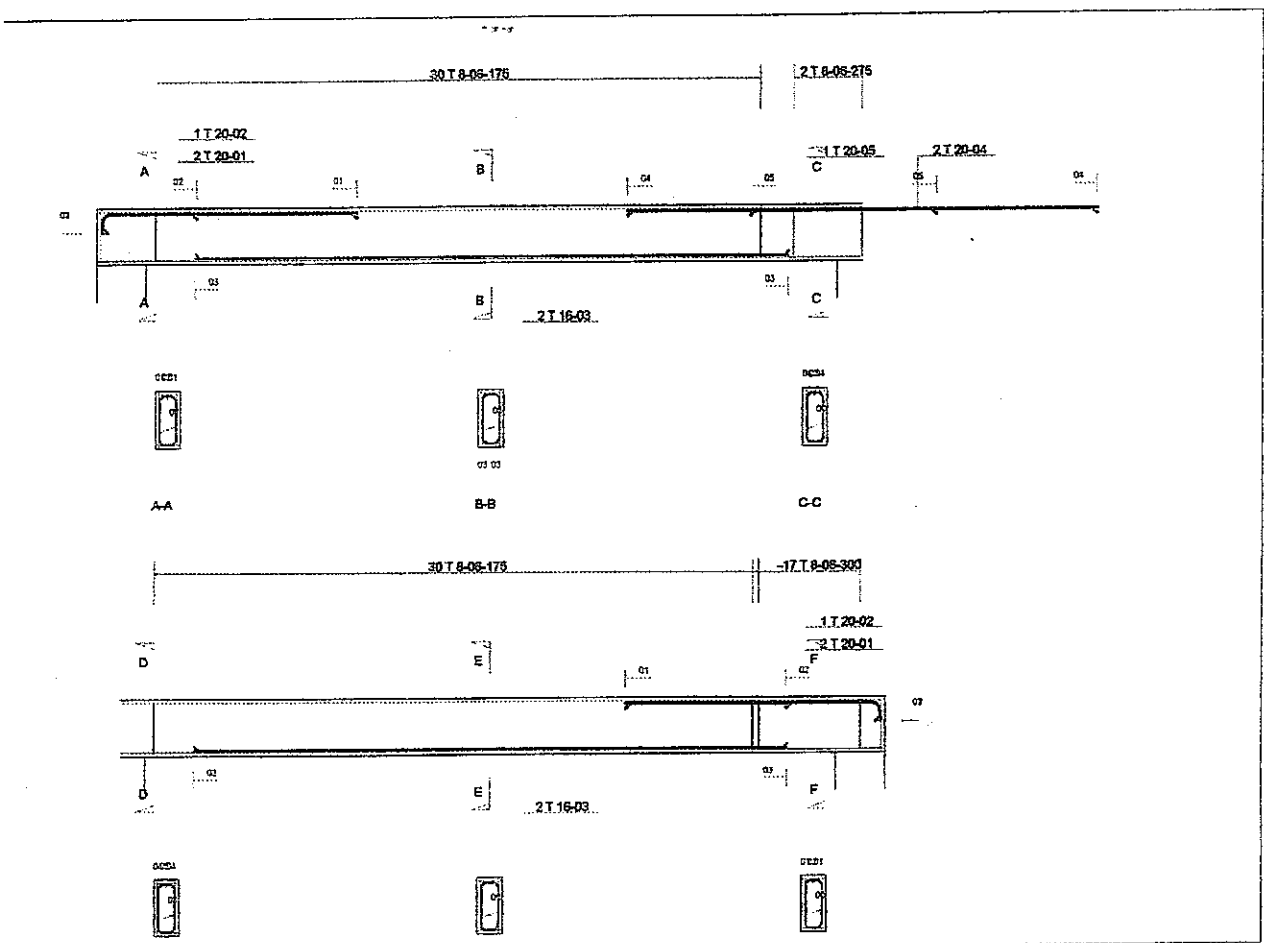 30 T 8-06-175
2 T 8-06-275
1 T 20-02
2 T 20-01
1 T 20-05
2 T 20-04
A
B
C
02
01
04
05
05
04
03
03
A
B
C
2 T 16-03
03 03
A-A
B-B
C-C
30 T 8-06-175
17 T 8-06-300
1 T 20-02
2 T 20-01
D
E
F
01
02
03
03
D
E
F
2 T 16-03